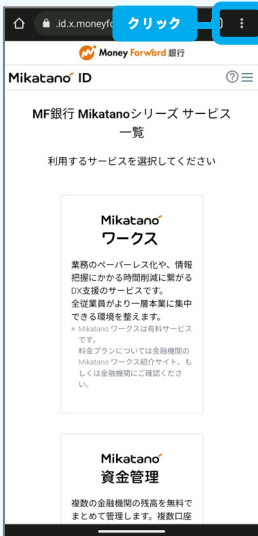 .id.x.moneyfo
クリック
Money Forward 銀行
Mikatano ID
MF銀行 Mikatanoシリーズ サービス
一覧
利用するサービスを選択してください
Mikatano
ワークス
業務のペーパーレス化や、情報
把握にかかる時間削減に繋がる
DX支援のサービスです。
全従業員がより一層本業に集中
できる環境を整えます。
* Mikatano ワークスは有料サービス
です。
料金プランについては金融機関の
Mikatano ワークス紹介サイト、も
しくは金融機関にご確認くださ
い。
Mikatano
資金管理
複数の金融機関の残高を無料で
まとめて管理します。複数口座